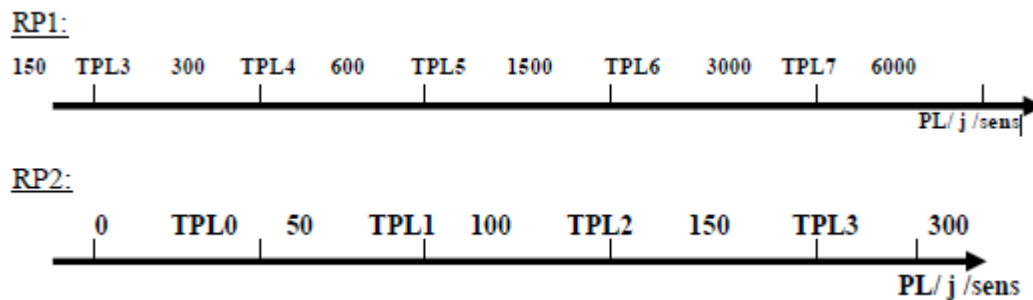 RP1:
150 TPL3 300 TPL4 600 TPL5 1500 TPL6 3000 TPL7 6000
PL/ j /sens
RP2:
0 TPL0 50 TPL1 100 TPL2 150 TPL3 300
PL/ j /sens